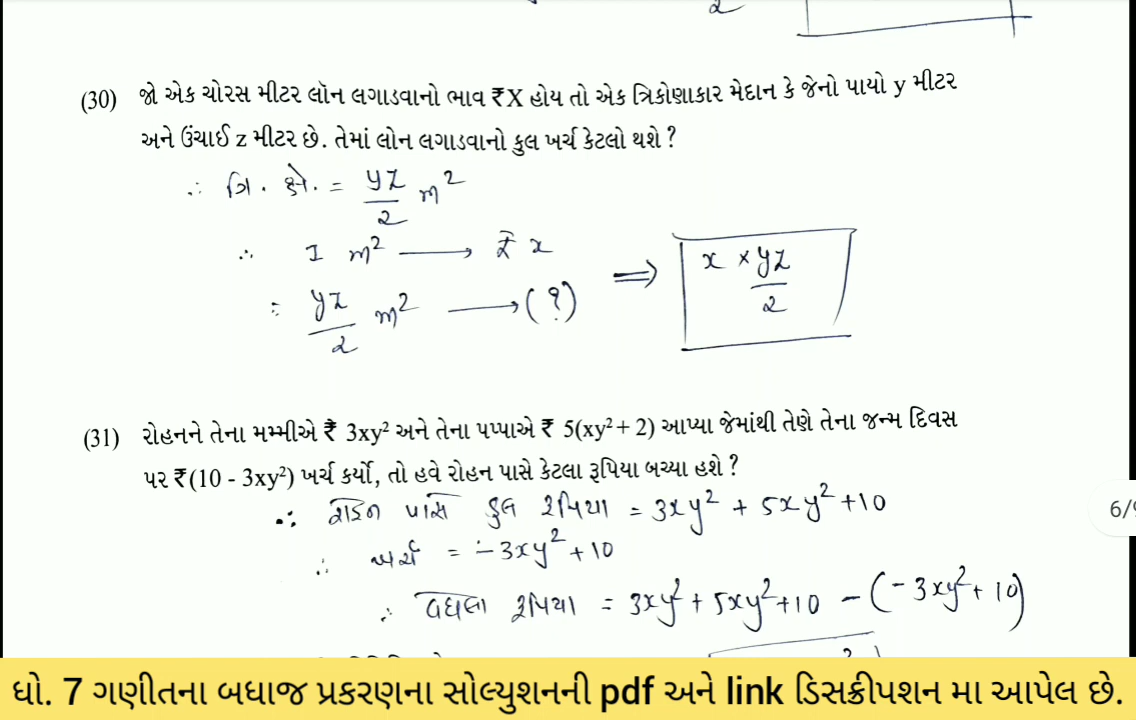 2
(30) જો એક ચોરસ મીટર લૉન લગાડવાનો ભાવ ₹X હોય તો એક ત્રિકોણાકાર મેદાન કે જેનો પાયો y મીટર
અને ઉંચાઈ z મીટર છે. તેમાં લોન લગાડવાનો કુલ ખર્ચ કેટલો થશે ?
∴ ત્રિ. ક્ષે. = yz/2 m²
∴ 1 m² ⟶ ₹ x
= yz/2 m² ⟶ (?) ⟹ x × yz/2
(31) રોહનને તેના મમ્મીએ ₹ 3xy² અને તેના પપ્પાએ ₹ 5(xy² + 2) આપ્યા જેમાંથી તેણે તેના જન્મ દિવસ
પર ₹(10 - 3xy²) ખર્ચ કર્યો, તો હવે રોહન પાસે કેટલા રૂપિયા બચ્યા હશે ?
∴ રોહન પાસે કુલ રૂપિયા = 3xy² + 5xy² + 10
6/9
∴ ખર્ચ = -3xy² + 10
∴ વધેલા રૂપિયા = 3xy² + 5xy² + 10 - (-3xy² + 10)
ધો. 7 ગણીતના બધાજ પ્રકરણના સોલ્યુશનની pdf અને link ડિસક્રીપશન મા આપેલ છે.